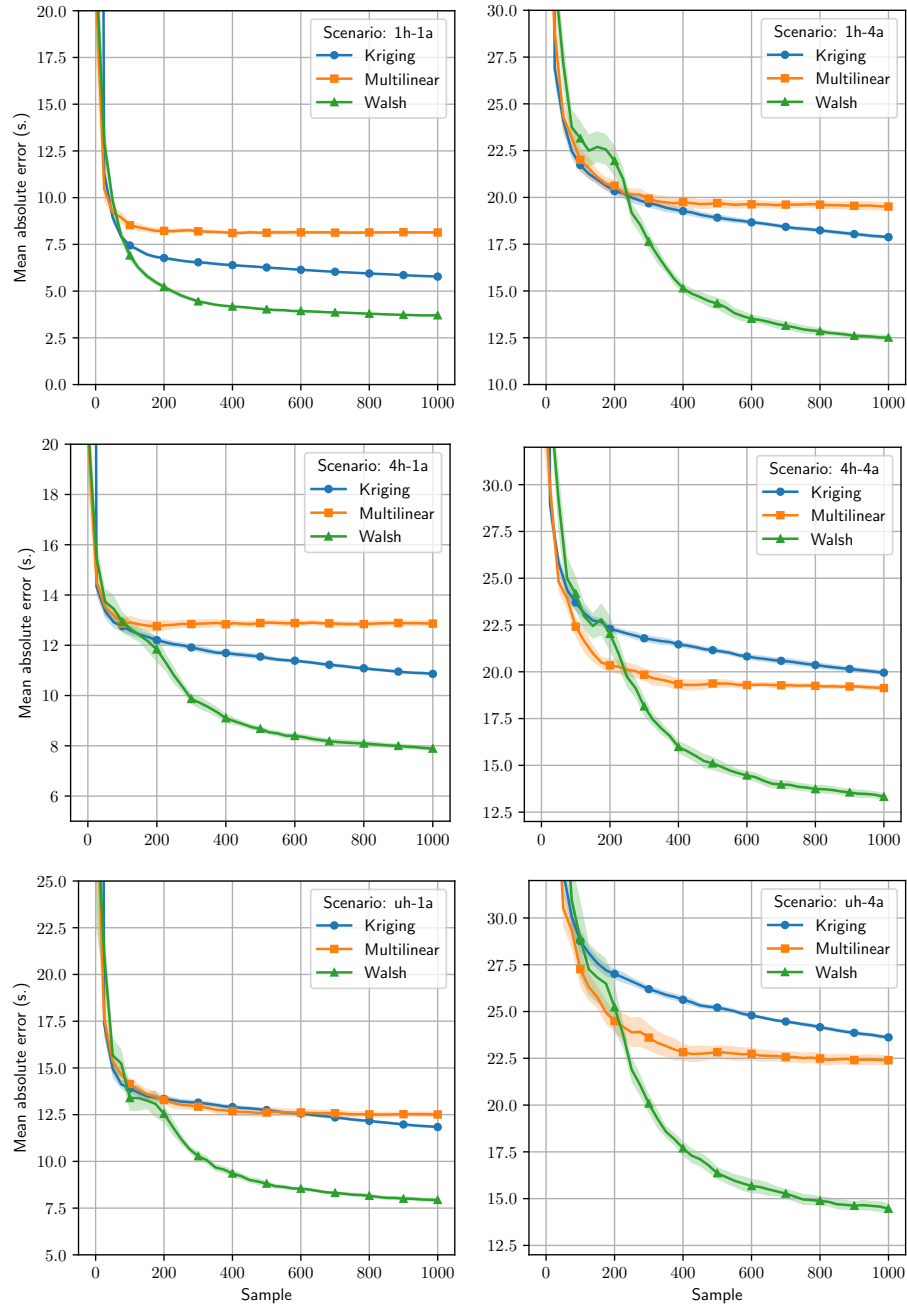 Scenario: 1h-1a
Kriging
Multilinear
Walsh
Mean absolute error (s.)
20.0
17.5
15.0
12.5
10.0
7.5
5.0
2.5
0.0
0 200 400 600 800 1000
Scenario: 1h-4a
Kriging
Multilinear
Walsh
30.0
27.5
25.0
22.5
20.0
17.5
15.0
12.5
10.0
0 200 400 600 800 1000
Scenario: 4h-1a
Kriging
Multilinear
Walsh
Mean absolute error (s.)
20
18
16
14
12
10
8
6
0 200 400 600 800 1000
Scenario: 4h-4a
Kriging
Multilinear
Walsh
30.0
27.5
25.0
22.5
20.0
17.5
15.0
12.5
0 200 400 600 800 1000
Scenario: uh-1a
Kriging
Multilinear
Walsh
Mean absolute error (s.)
25.0
22.5
20.0
17.5
15.0
12.5
10.0
7.5
5.0
0 200 400 600 800 1000
Sample
Scenario: uh-4a
Kriging
Multilinear
Walsh
30.0
27.5
25.0
22.5
20.0
17.5
15.0
12.5
0 200 400 600 800 1000
Sample